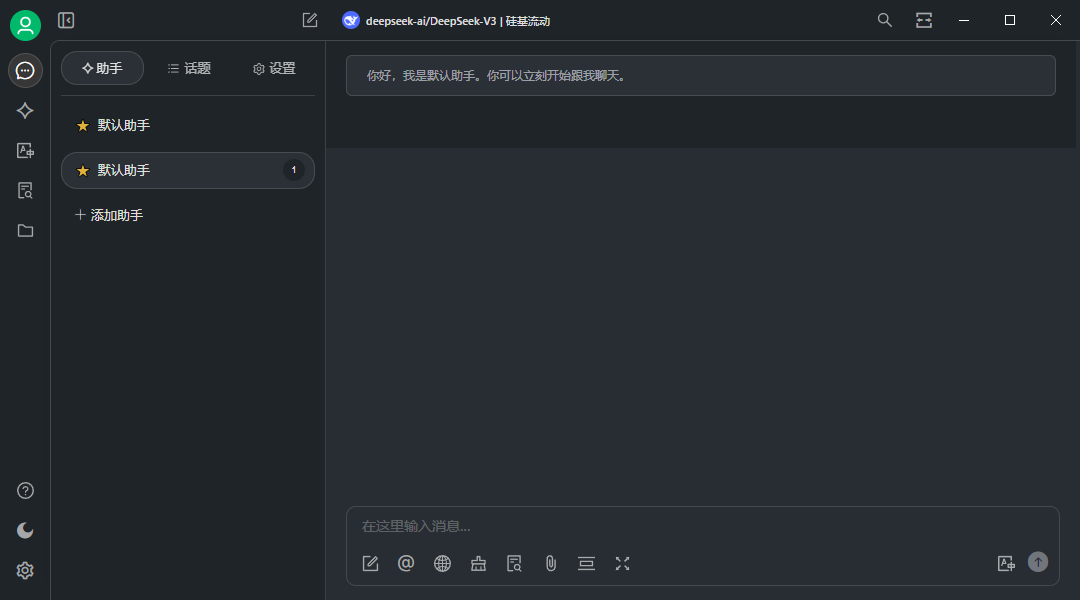 deepseek-ai/DeepSeek-V3 | 硅基流动
助手
话题
设置
默认助手
默认助手
1
添加助手
你好，我是默认助手。你可以立刻开始跟我聊天。
在这里输入消息...